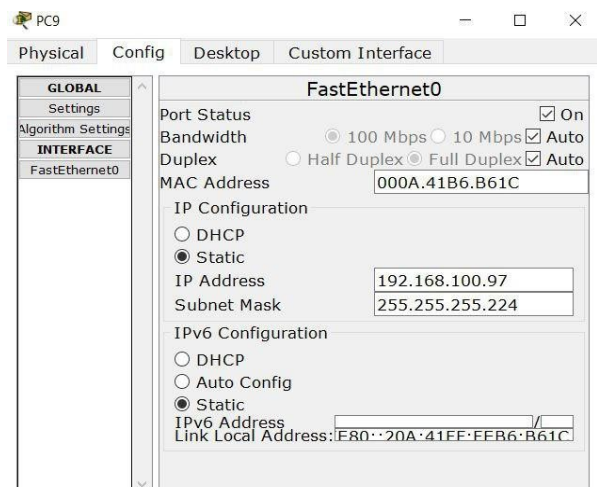 PC9
Physical Config Desktop Custom Interface
GLOBAL
Settings
Algorithm Settings
INTERFACE
FastEthernet0
FastEthernet0
Port Status On
Bandwidth 100 Mbps 10 Mbps Auto
Duplex Half Duplex Full Duplex Auto
MAC Address 000A.41B6.B61C
IP Configuration
DHCP
Static
IP Address 192.168.100.97
Subnet Mask 255.255.255.224
IPv6 Configuration
DHCP
Auto Config
Static
IPv6 Address /
Link Local Address: E80::20A:41FF:FEB6:B61C